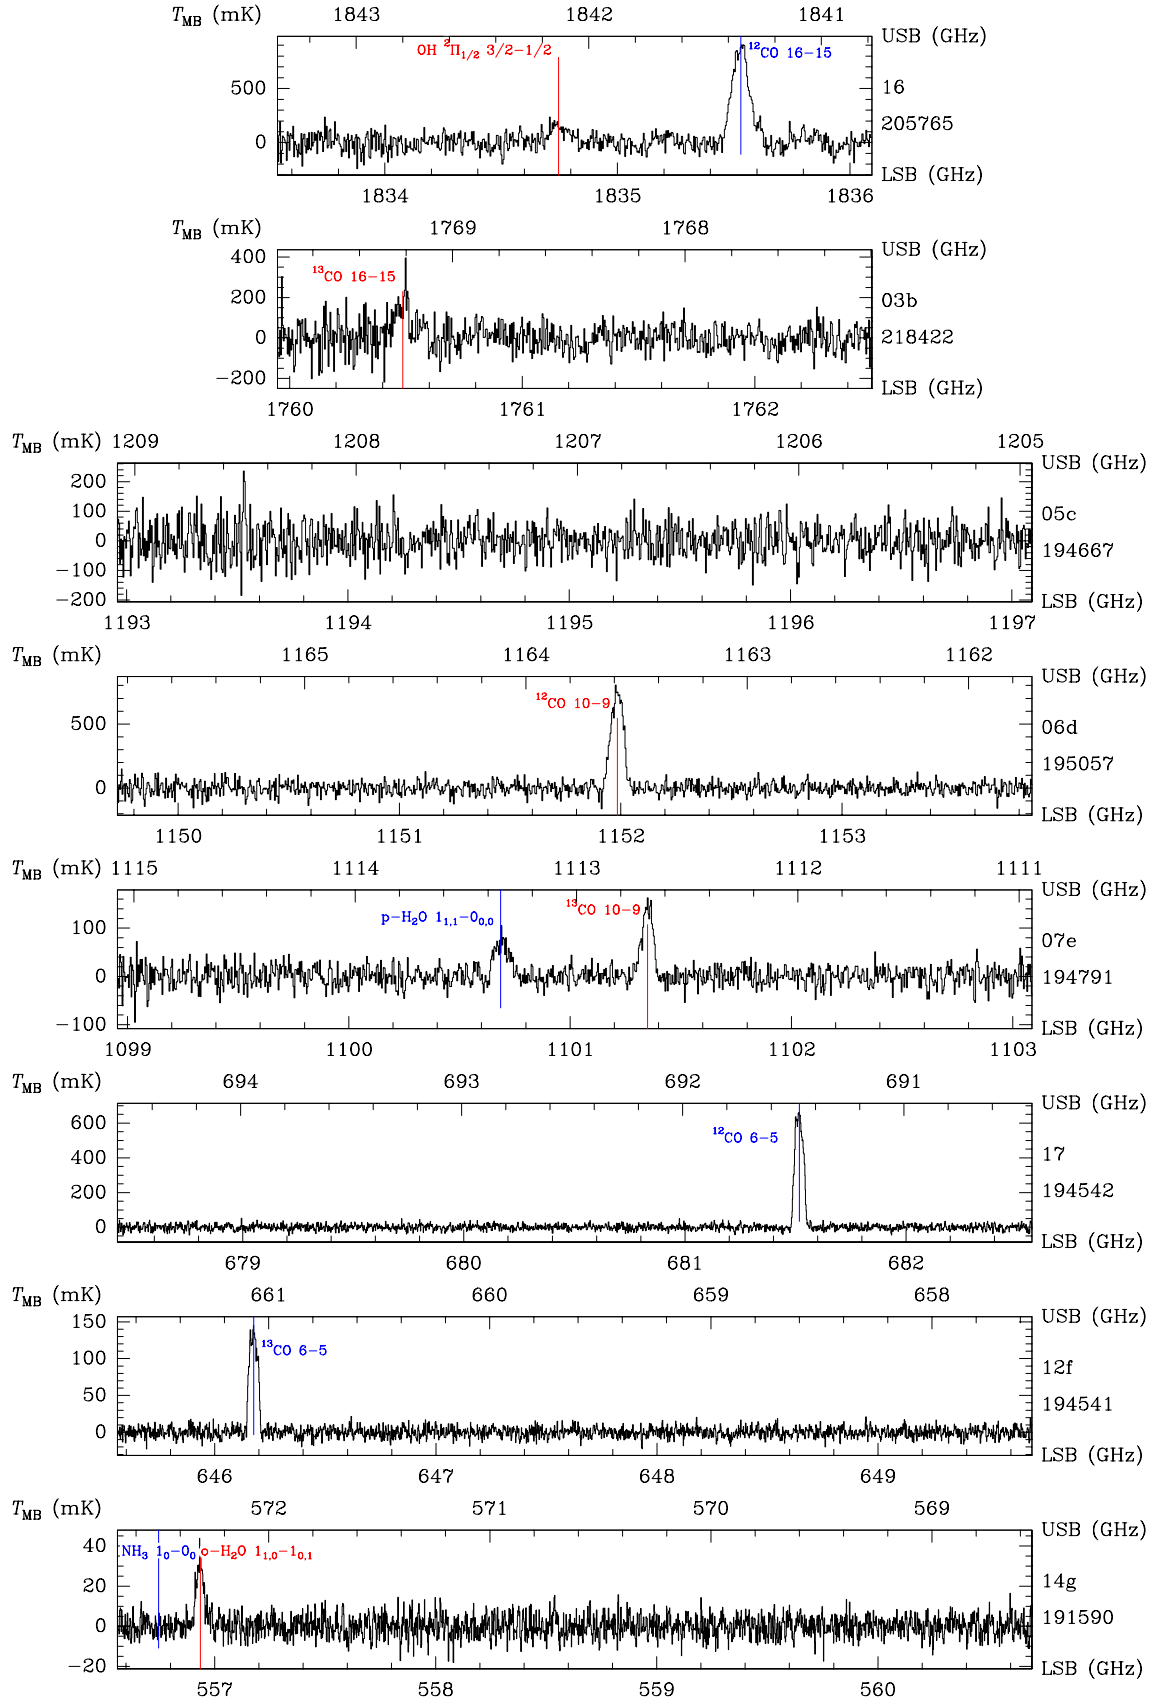 T_MB (mK) 1843 1842 1841 USB (GHz)
OH ²Π₁/₂ 3/2−1/2 ¹²CO 16−15
500
0
16
205765
1834 1835 1836 LSB (GHz)
T_MB (mK) 1769 1768 USB (GHz)
¹³CO 16−15
400
200
0
−200
03b
218422
1760 1761 1762 LSB (GHz)
T_MB (mK) 1209 1208 1207 1206 1205 USB (GHz)
200
100
0
−100
−200
05c
194667
1193 1194 1195 1196 1197 LSB (GHz)
T_MB (mK) 1165 1164 1163 1162 USB (GHz)
¹²CO 10−9
500
0
06d
195057
1150 1151 1152 1153 LSB (GHz)
T_MB (mK) 1115 1114 1113 1112 1111 USB (GHz)
p−H₂O 1₁,₁−0₀,₀ ¹³CO 10−9
100
0
−100
07e
194791
1099 1100 1101 1102 1103 LSB (GHz)
T_MB (mK) 694 693 692 691 USB (GHz)
¹²CO 6−5
600
400
200
0
17
194542
679 680 681 682 LSB (GHz)
T_MB (mK) 661 660 659 658 USB (GHz)
¹³CO 6−5
150
100
50
0
12f
194541
646 647 648 649 LSB (GHz)
T_MB (mK) 572 571 570 569 USB (GHz)
NH₃ 1₀−0₀ o−H₂O 1₁,₀−1₀,₁
40
20
0
−20
14g
191590
557 558 559 560 LSB (GHz)